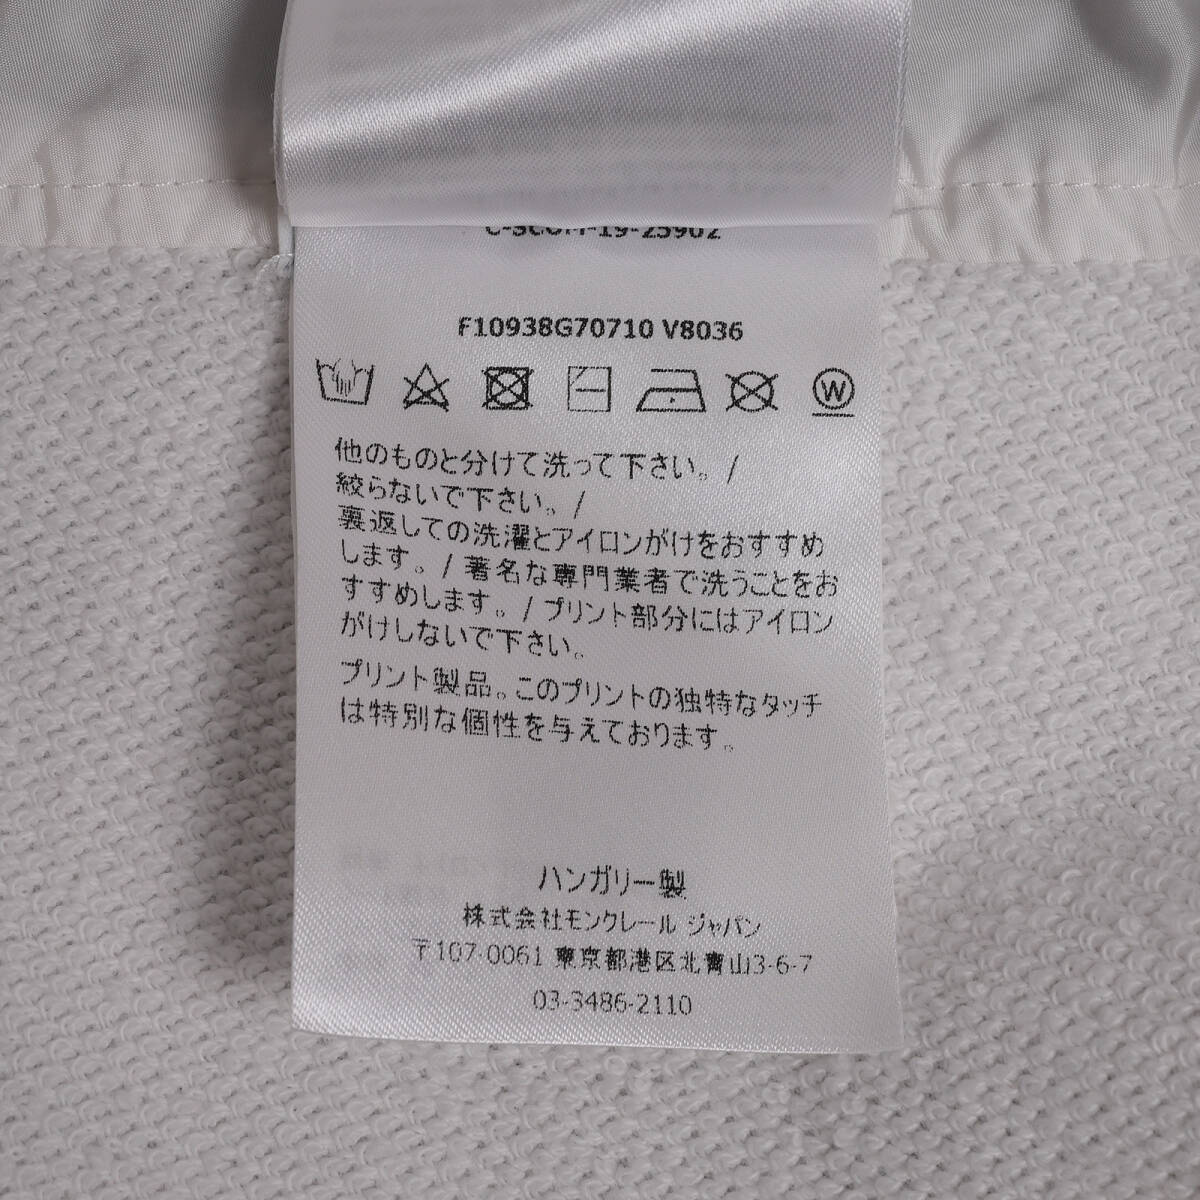 C-SCOM-19-25902
F10938G70710 V8036
W
他のものと分けて洗って下さい。/
絞らないで下さい。/
裏返しての洗濯とアイロンがけをおすすめ
します。/ 著名な専門業者で洗うことをお
すすめします。/ プリント部分にはアイロン
がけしないで下さい。
プリント製品。このプリントの独特なタッチ
は特別な個性を与えております。
ハンガリー製
株式会社モンクレール ジャパン
〒107-0061 東京都港区北青山3-6-7
03-3486-2110